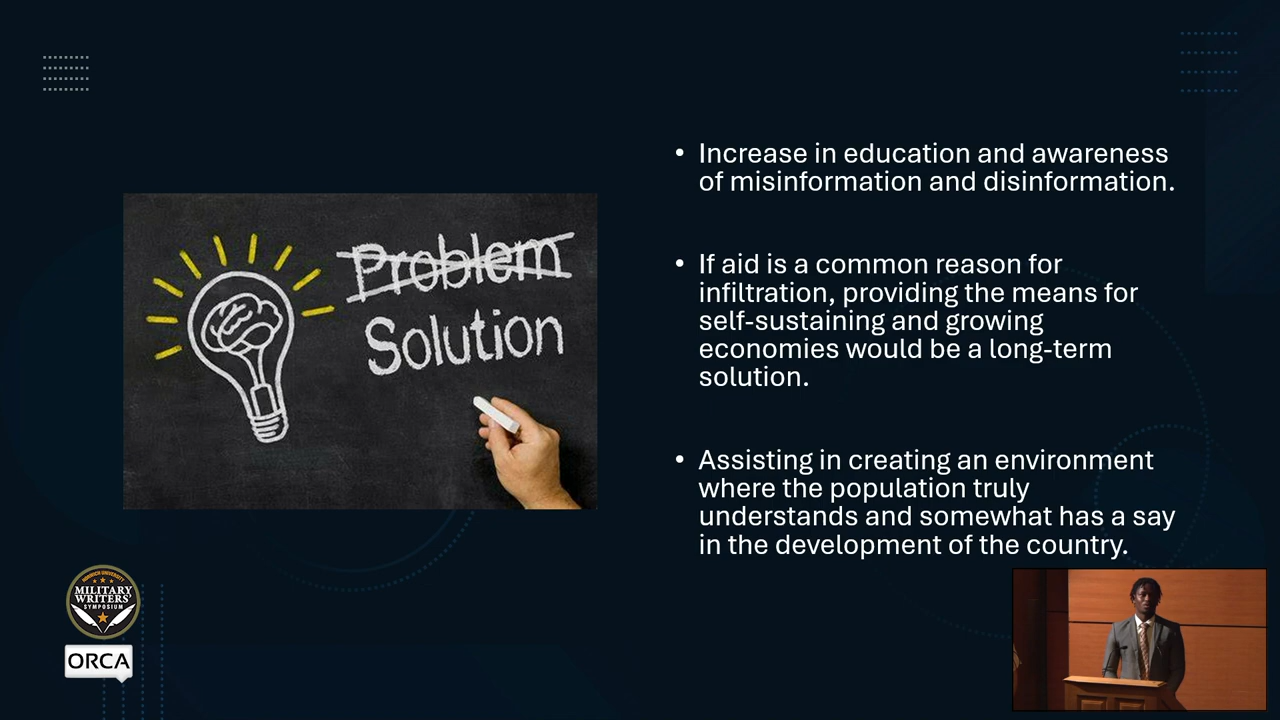 Problem
Solution
• Increase in education and awareness
of misinformation and disinformation.
• If aid is a common reason for
infiltration, providing the means for
self-sustaining and growing
economies would be a long-term
solution.
• Assisting in creating an environment
where the population truly
understands and somewhat has a say
in the development of the country.
NORWICH UNIVERSITY
MILITARY
WRITERS'
SYMPOSIUM
ORCA